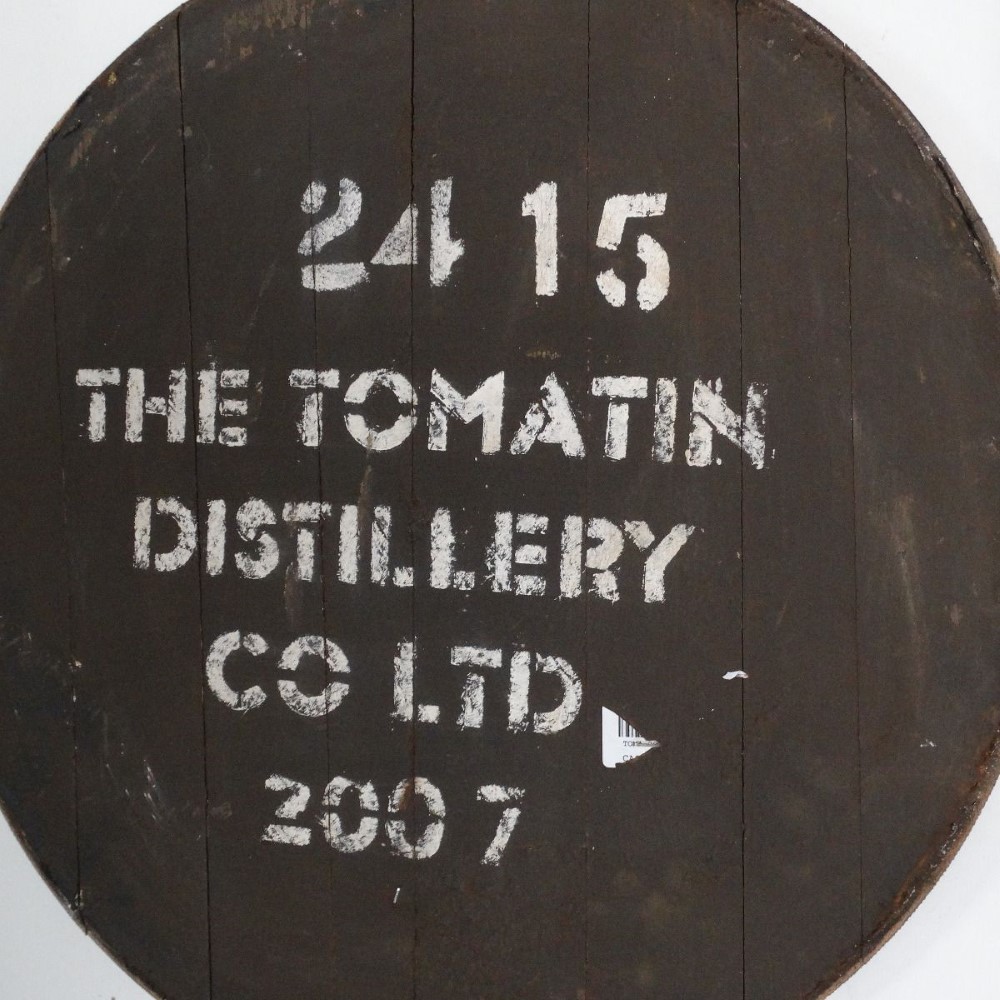 24 15
THE TOMATIN
DISTILLERY
CO LTD
2007